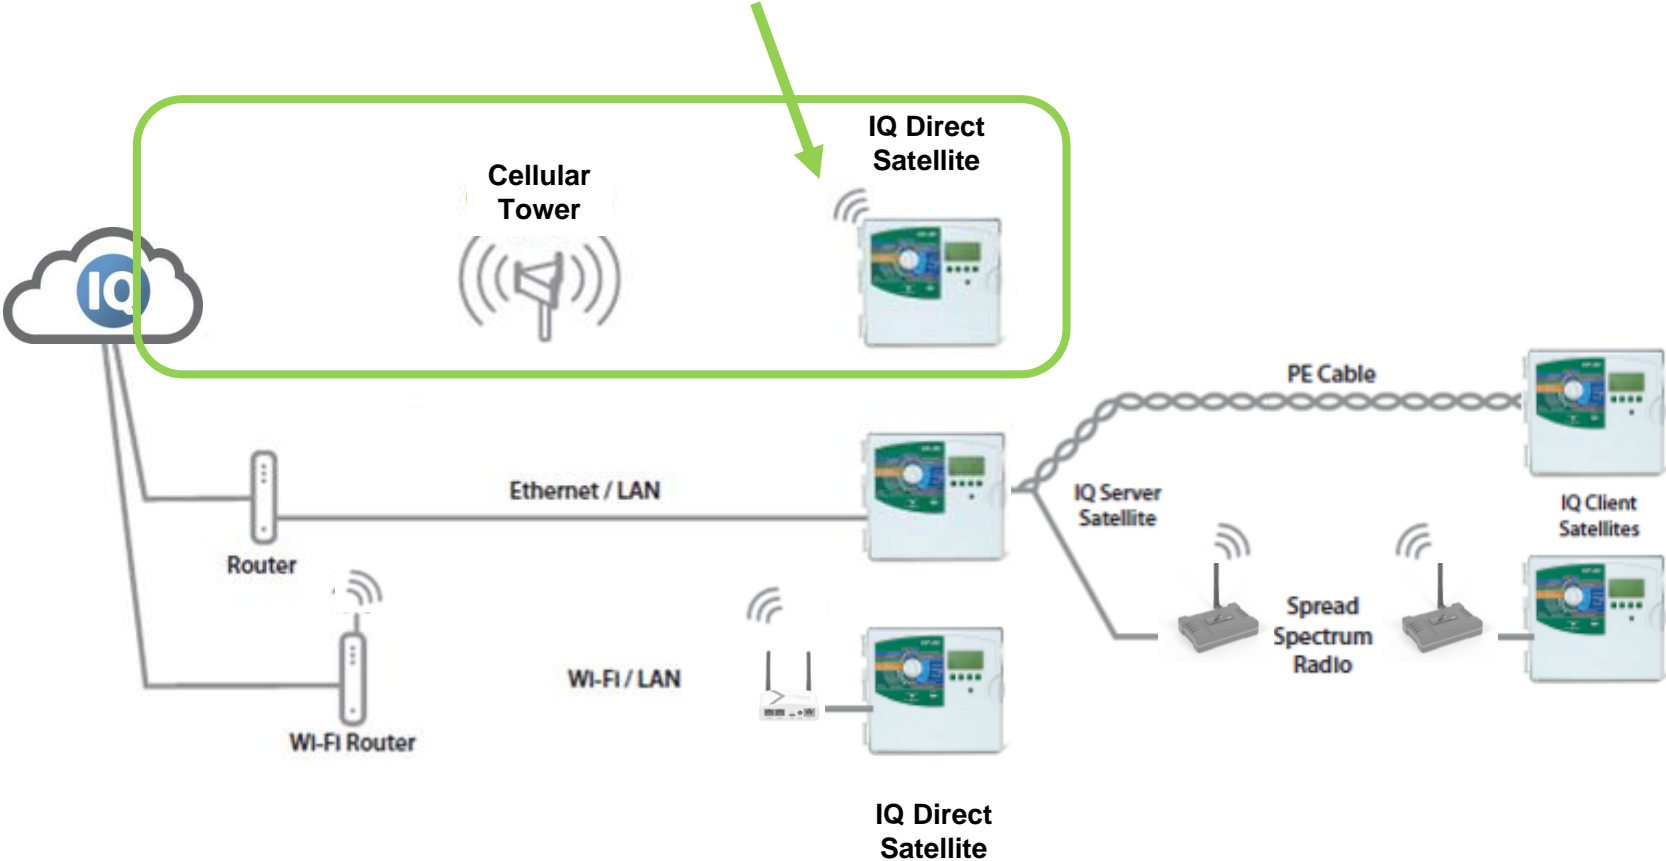 IQ Direct
Satellite
Cellular
Tower
IQ
PE Cable
Ethernet / LAN
IQ Server
Satellite
IQ Client
Satellites
Router
Spread
Spectrum
Radio
Wi-Fi / LAN
Wi-Fi Router
IQ Direct
Satellite